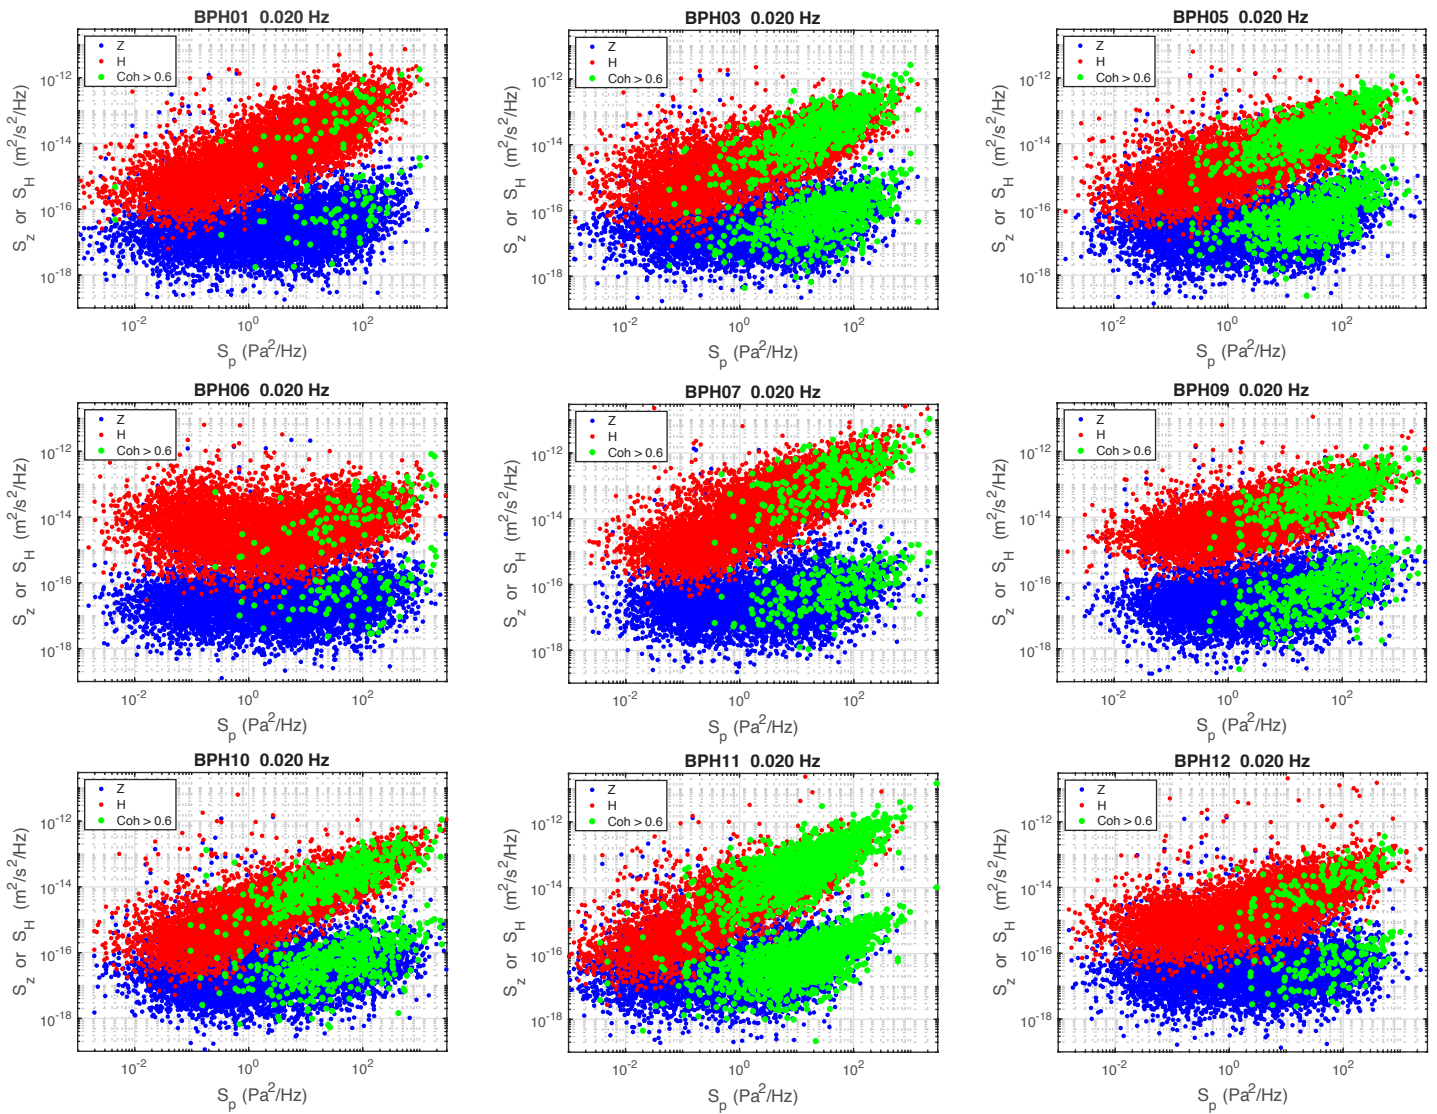 BPH01 0.020 Hz
Z
H
Coh > 0.6
10^-12
10^-14
10^-16
10^-18
S_z or S_H (m^2/s^2/Hz)
10^-2 10^0 10^2
S_p (Pa^2/Hz)
BPH03 0.020 Hz
Z
H
Coh > 0.6
10^-12
10^-14
10^-16
10^-18
S_z or S_H (m^2/s^2/Hz)
10^-2 10^0 10^2
S_p (Pa^2/Hz)
BPH05 0.020 Hz
Z
H
Coh > 0.6
10^-12
10^-14
10^-16
10^-18
S_z or S_H (m^2/s^2/Hz)
10^-2 10^0 10^2
S_p (Pa^2/Hz)
BPH06 0.020 Hz
Z
H
Coh > 0.6
10^-12
10^-14
10^-16
10^-18
S_z or S_H (m^2/s^2/Hz)
10^-2 10^0 10^2
S_p (Pa^2/Hz)
BPH07 0.020 Hz
Z
H
Coh > 0.6
10^-12
10^-14
10^-16
10^-18
S_z or S_H (m^2/s^2/Hz)
10^-2 10^0 10^2
S_p (Pa^2/Hz)
BPH09 0.020 Hz
Z
H
Coh > 0.6
10^-12
10^-14
10^-16
10^-18
S_z or S_H (m^2/s^2/Hz)
10^-2 10^0 10^2
S_p (Pa^2/Hz)
BPH10 0.020 Hz
Z
H
Coh > 0.6
10^-12
10^-14
10^-16
10^-18
S_z or S_H (m^2/s^2/Hz)
10^-2 10^0 10^2
S_p (Pa^2/Hz)
BPH11 0.020 Hz
Z
H
Coh > 0.6
10^-12
10^-14
10^-16
10^-18
S_z or S_H (m^2/s^2/Hz)
10^-2 10^0 10^2
S_p (Pa^2/Hz)
BPH12 0.020 Hz
Z
H
Coh > 0.6
10^-12
10^-14
10^-16
10^-18
S_z or S_H (m^2/s^2/Hz)
10^-2 10^0 10^2
S_p (Pa^2/Hz)